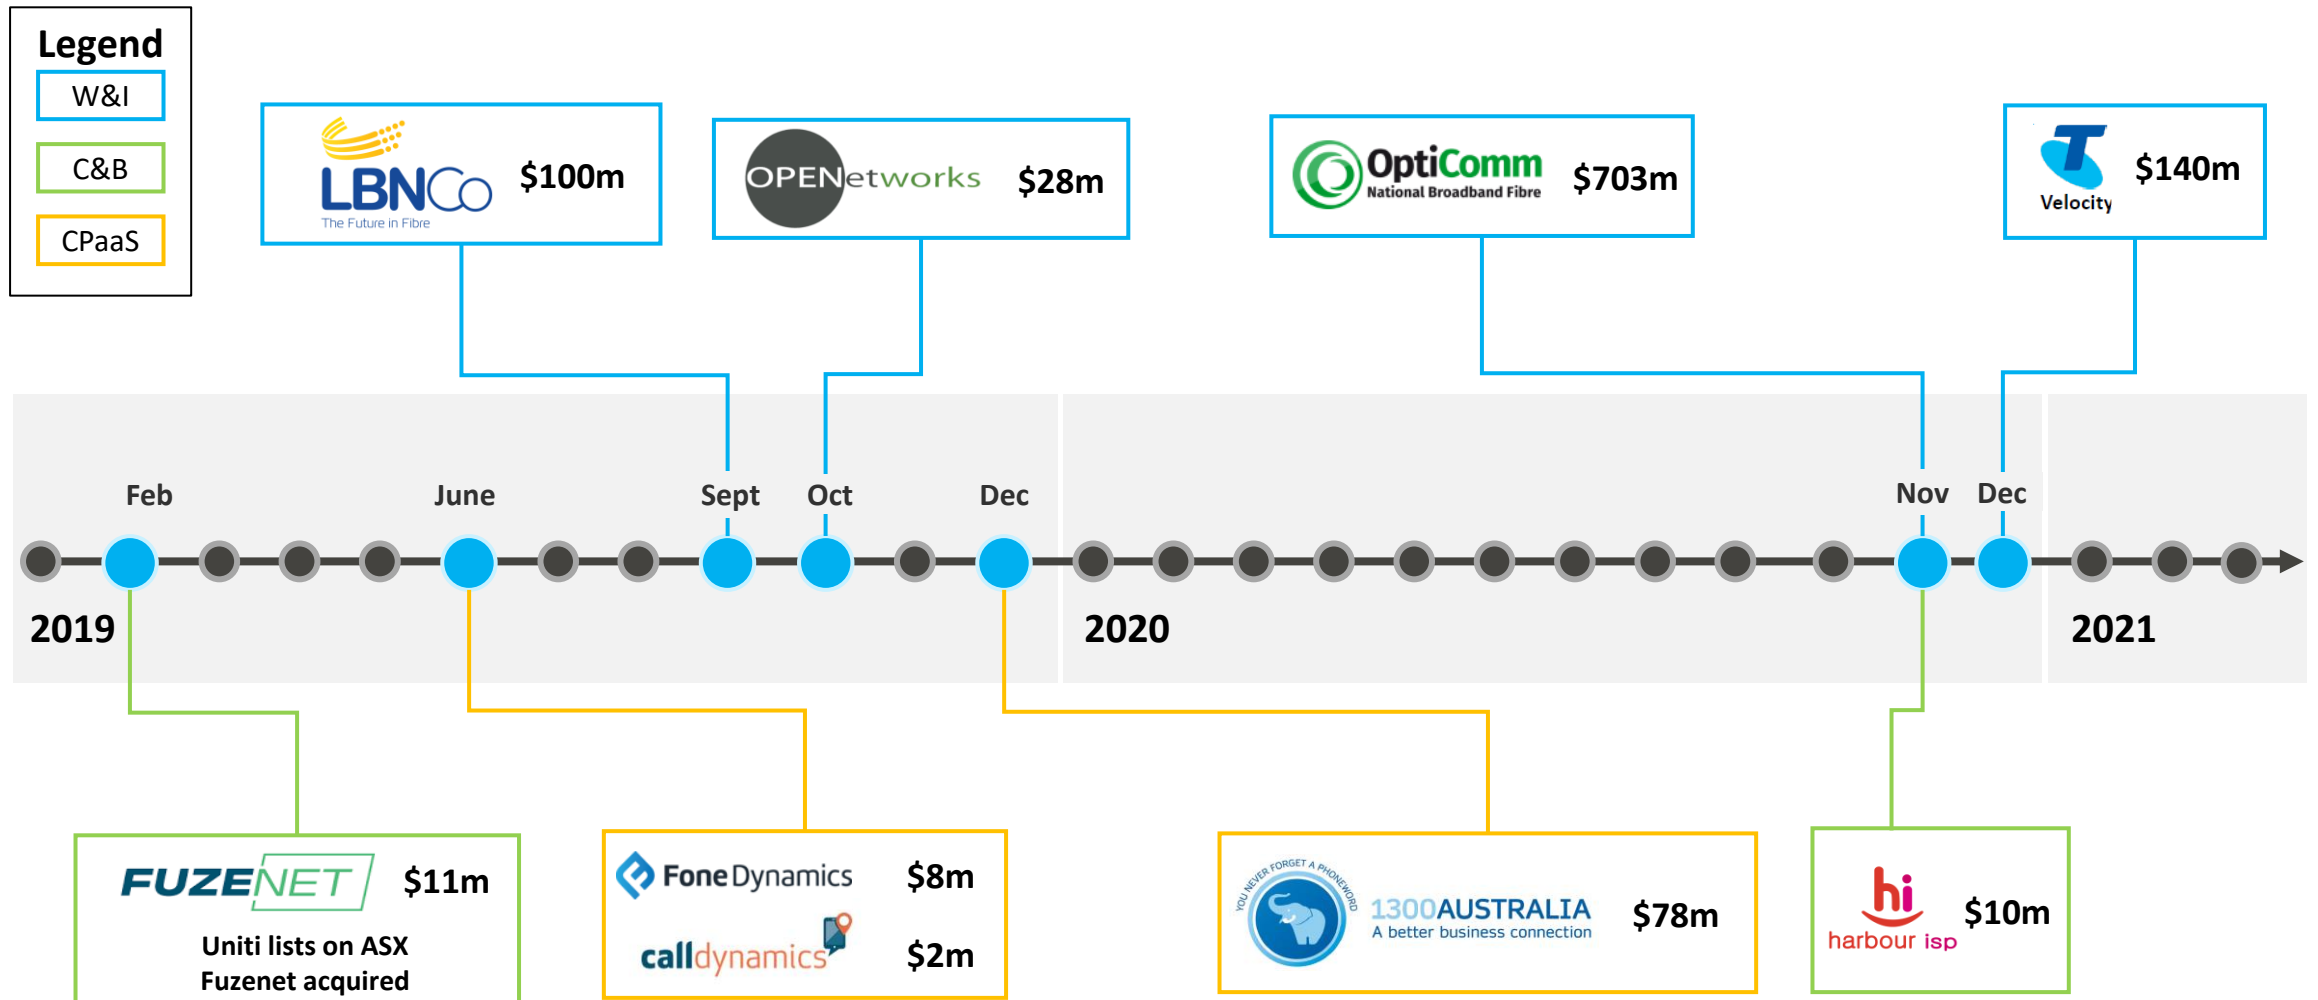 Legend
W&I
C&B
CPaaS
LBNCo
The Future in Fibre
$100m
OPENetworks
$28m
OptiComm
National Broadband Fibre
$703m
T
Velocity
$140m
Feb
June
Sept
Oct
Dec
Nov
Dec
2019
2020
2021
FUZENET
$11m
Uniti lists on ASX
Fuzenet acquired
FoneDynamics
$8m
calldynamics
$2m
YOU NEVER FORGET A PHONEWORD
1300AUSTRALIA
A better business connection
$78m
hi
harbour isp
$10m